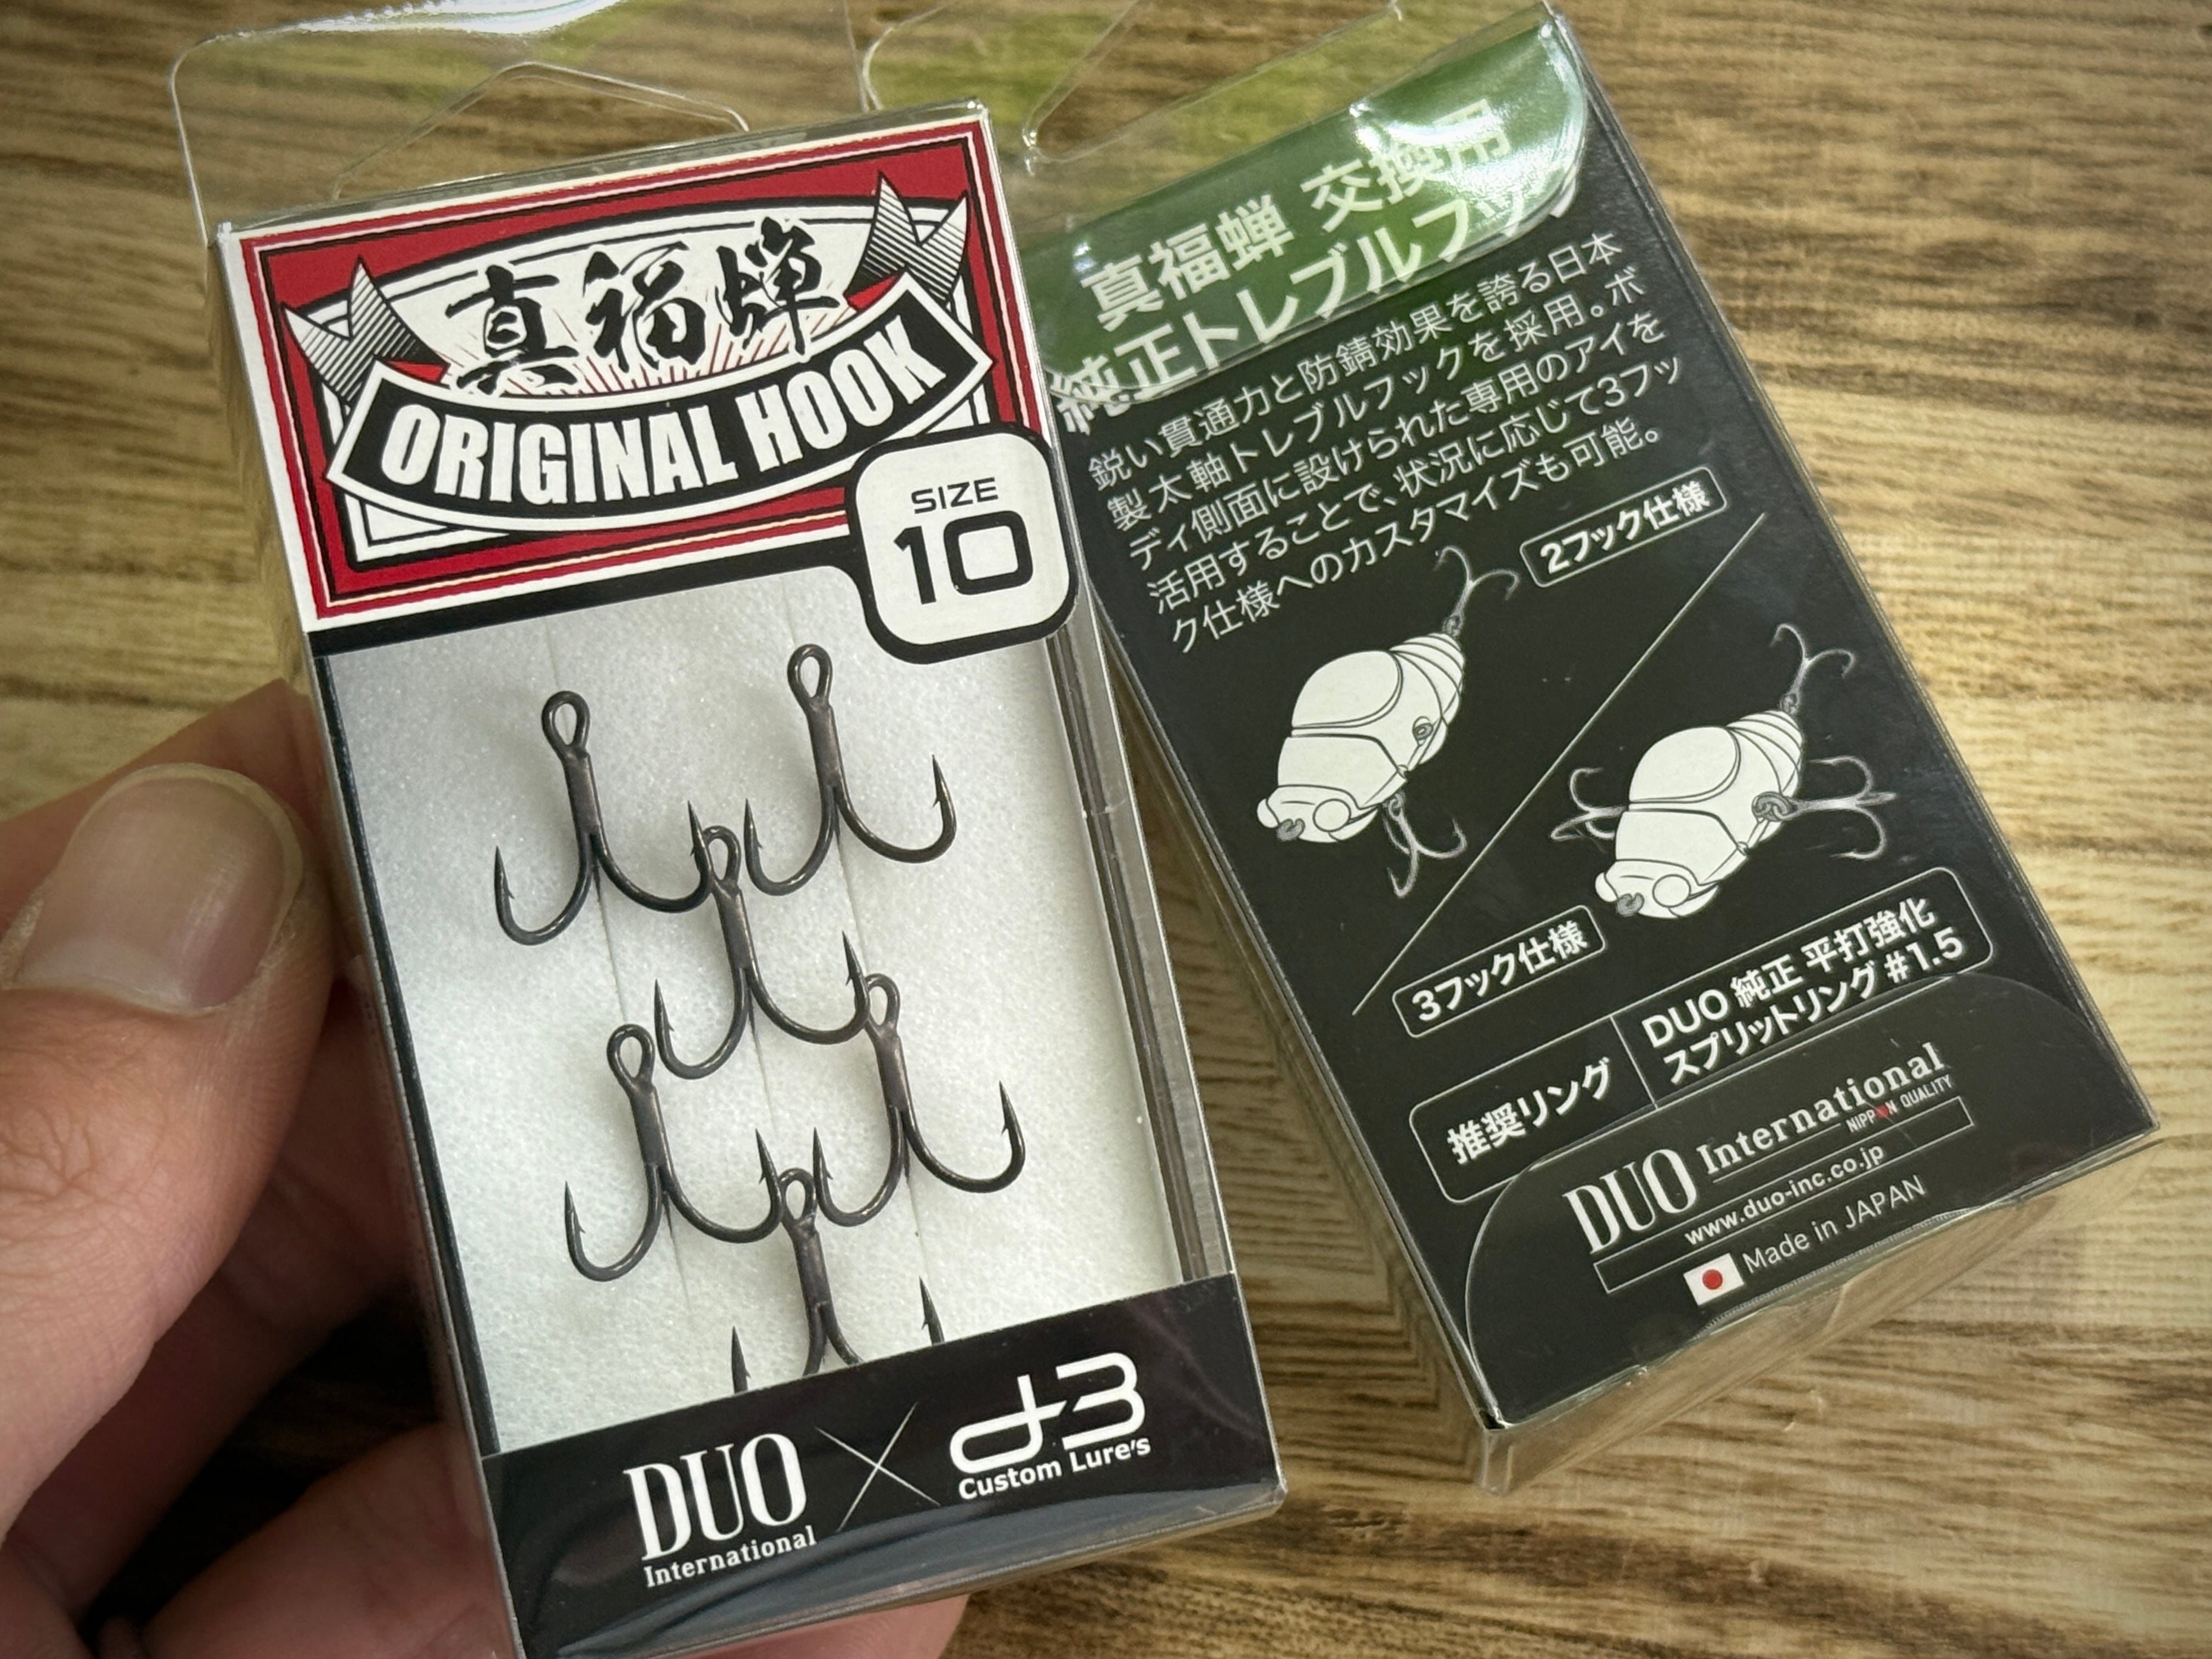 真福蝉
ORIGINAL HOOK
SIZE
10
DUO
International
d3
Custom Lure's
真福蝉 交換用
純正トレブルフック
鋭い貫通力と防錆効果を誇る日本
製太軸トレブルフックを採用。ボ
ディ側面に設けられた専用のアイを
活用することで、状況に応じて3フッ
ク仕様へのカスタマイズも可能。
2フック仕様
3フック仕様
推奨リング
DUO 純正 平打強化
スプリットリング #1.5
DUO International
NIPPON QUALITY
www.duo-inc.co.jp
Made in JAPAN